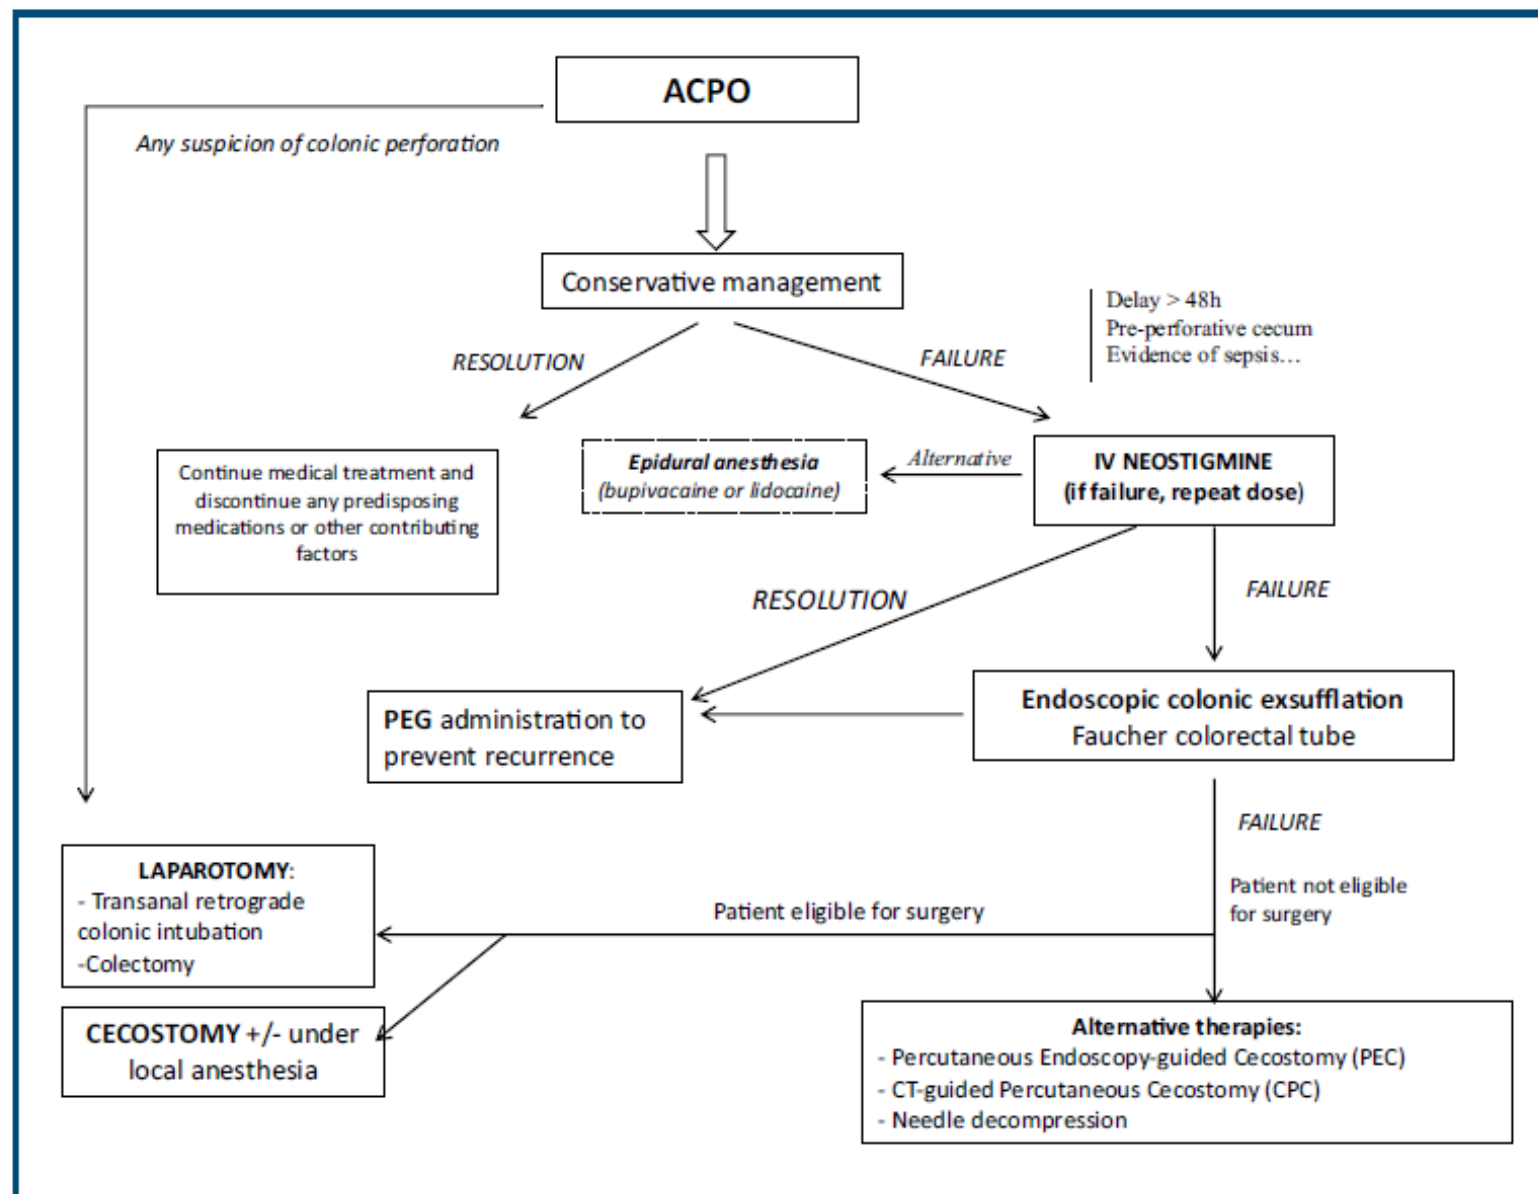 ACPO
Any suspicion of colonic perforation
Conservative management
Delay > 48h
Pre-perforative cecum
Evidence of sepsis...
RESOLUTION
FAILURE
Continue medical treatment and
discontinue any predisposing
medications or other contributing
factors
Epidural anesthesia
(bupivacaine or lidocaine)
Alternative
IV NEOSTIGMINE
(if failure, repeat dose)
RESOLUTION
FAILURE
PEG administration to
prevent recurrence
Endoscopic colonic exsufflation
Faucher colorectal tube
FAILURE
Patient not eligible
for surgery
Patient eligible for surgery
LAPAROTOMY:
- Transanal retrograde
colonic intubation
-Colectomy
CECOSTOMY +/- under
local anesthesia
Alternative therapies:
- Percutaneous Endoscopy-guided Cecostomy (PEC)
- CT-guided Percutaneous Cecostomy (CPC)
- Needle decompression